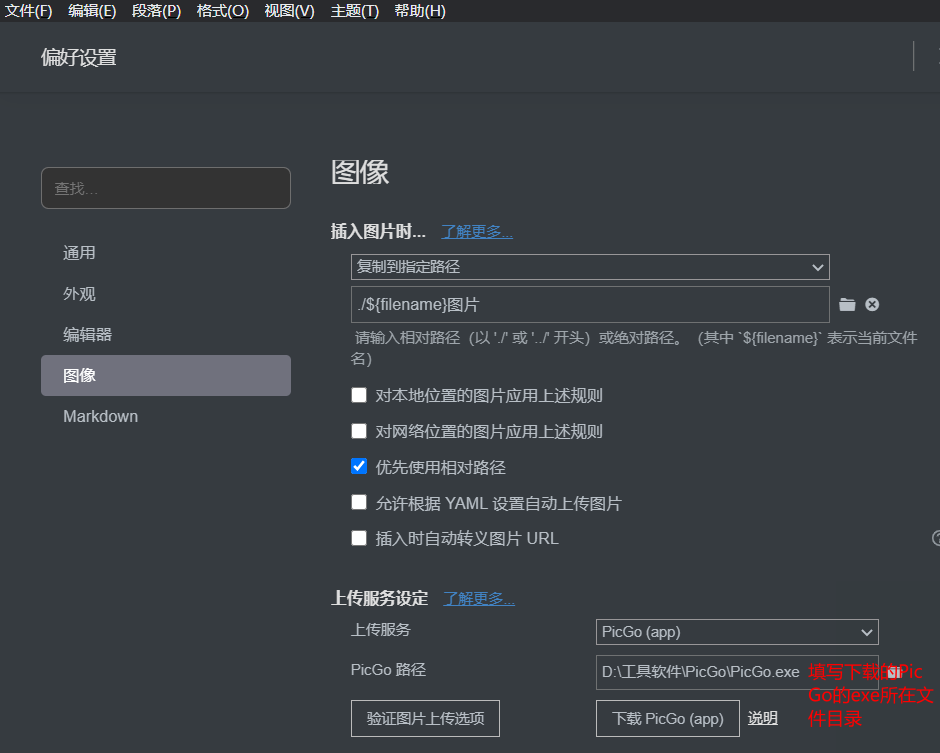 文件(F) 编辑(E) 段落(P) 格式(O) 视图(V) 主题(T) 帮助(H)
偏好设置
查找...
通用
外观
编辑器
图像
Markdown
图像
插入图片时... 了解更多...
复制到指定路径
./${filename}图片
请输入相对路径（以 './' 或 '../' 开头）或绝对路径。（其中 `${filename}` 表示当前文件
名）
对本地位置的图片应用上述规则
对网络位置的图片应用上述规则
优先使用相对路径
允许根据 YAML 设置自动上传图片
插入时自动转义图片 URL
上传服务设定 了解更多...
上传服务 PicGo (app)
PicGo 路径 D:\工具软件\PicGo\PicGo.exe
验证图片上传选项 下载 PicGo (app) 说明
填写下载的Pic
Go的exe所在文
件目录